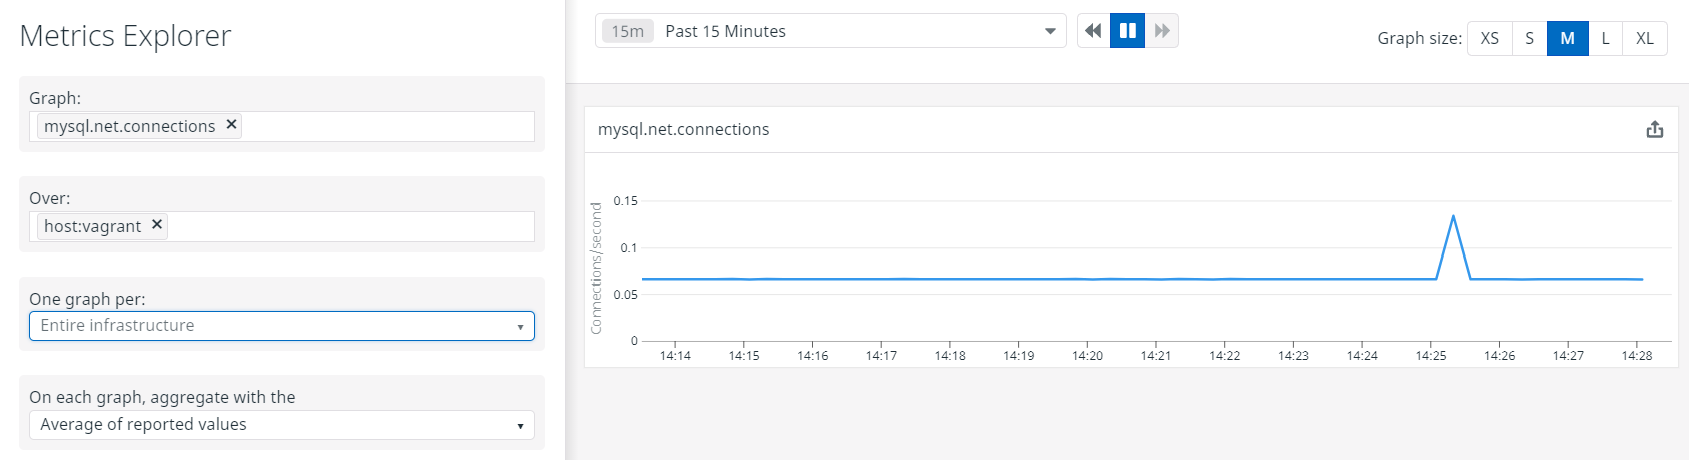 Metrics Explorer
Graph:
mysql.net.connections ×
Over:
host:vagrant ×
One graph per:
Entire infrastructure
On each graph, aggregate with the
Average of reported values
15m Past 15 Minutes
Graph size: XS S M L XL
mysql.net.connections
Connections/second
0.15
0.1
0.05
0
14:14 14:15 14:16 14:17 14:18 14:19 14:20 14:21 14:22 14:23 14:24 14:25 14:26 14:27 14:28